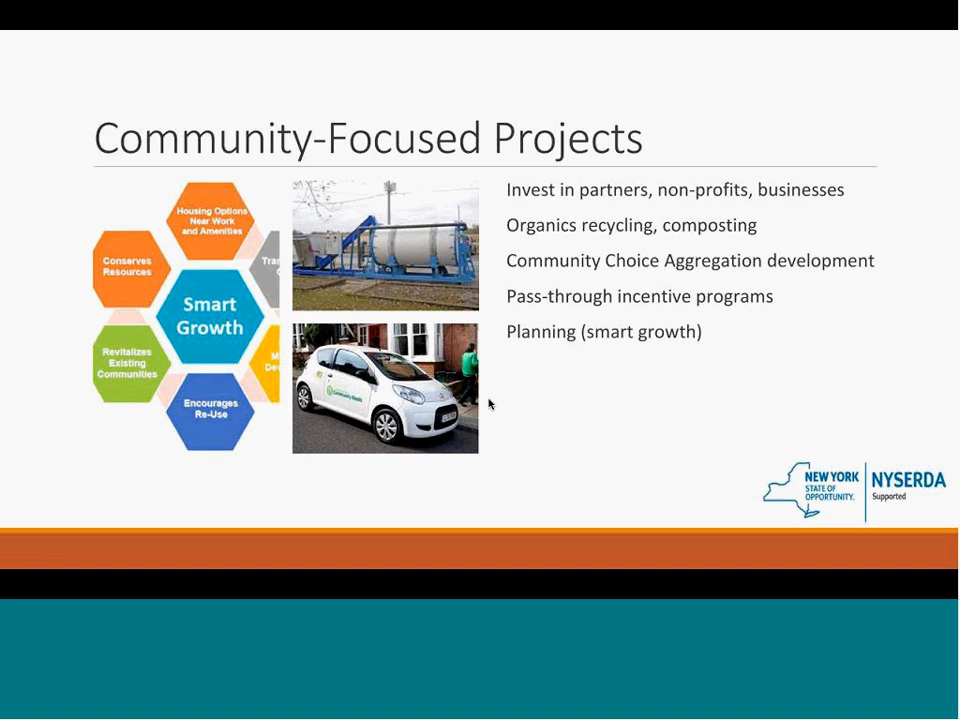 Community-Focused Projects
Housing Options
Near Work
and Amenities
Conserves
Resources
Smart
Growth
Revitalizes
Existing
Communities
Encourages
Re-Use
Invest in partners, non-profits, businesses
Organics recycling, composting
Community Choice Aggregation development
Pass-through incentive programs
Planning (smart growth)
NEW YORK
STATE OF
OPPORTUNITY.
NYSERDA
Supported